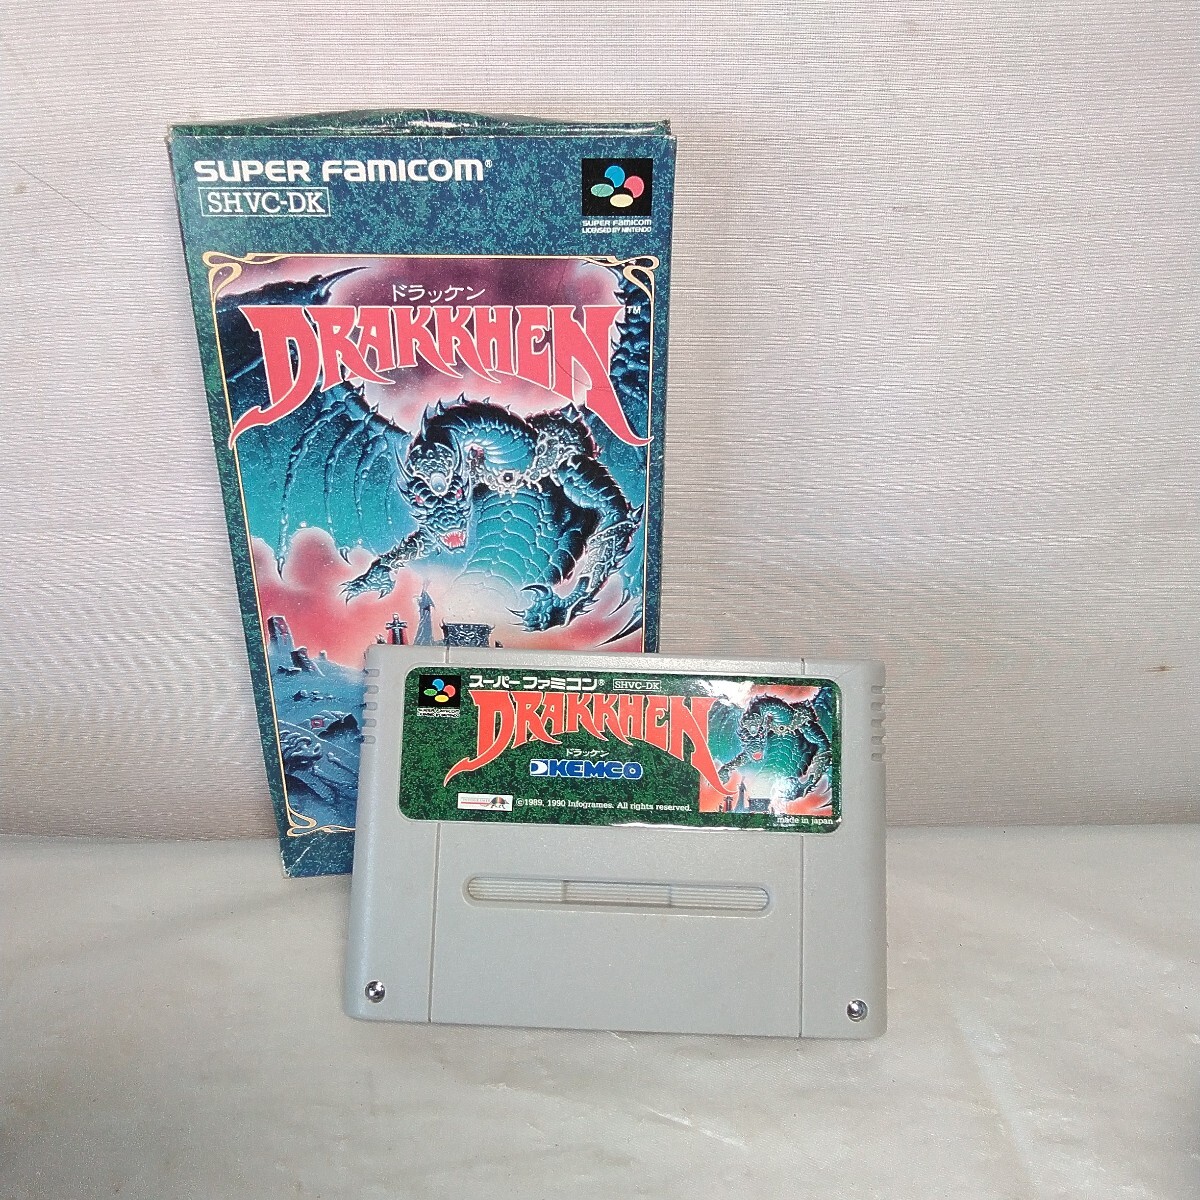 SUPER FAMICOM®
SHVC-DK
SUPER FAMICOM
LICENSED BY NINTENDO
ドラッケン
DRAKKHEN™
スーパーファミコン®
SHVC-DK
DRAKKHEN
ドラッケン
KEMCO
©1989, 1990 Infogrames. All rights reserved.
made in japan